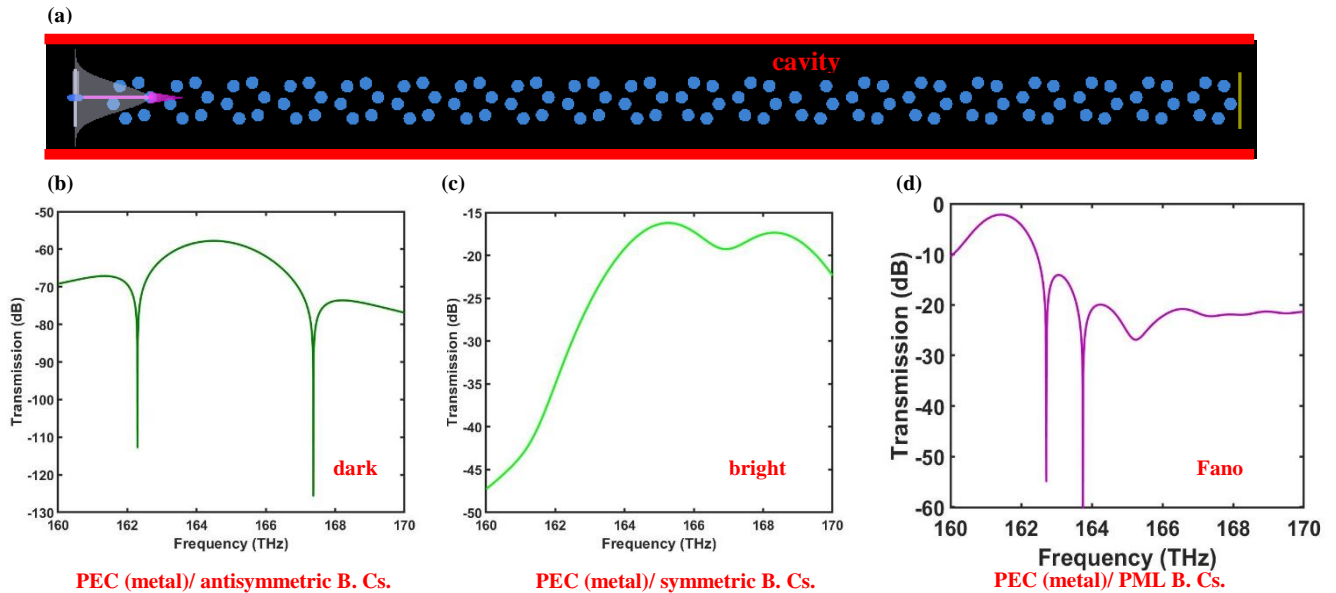 (a)
cavity
(b)
-50
-60
-70
-80
-90
-100
-110
-120
-130
160
162
164
166
168
170
Transmission (dB)
Frequency (THz)
dark
PEC (metal)/ antisymmetric B. Cs.
(c)
-15
-20
-25
-30
-35
-40
-45
-50
160
162
164
166
168
170
Transmission (dB)
Frequency (THz)
bright
PEC (metal)/ symmetric B. Cs.
(d)
0
-10
-20
-30
-40
-50
-60
160
162
164
166
168
170
Transmission (dB)
Frequency (THz)
Fano
PEC (metal)/ PML B. Cs.